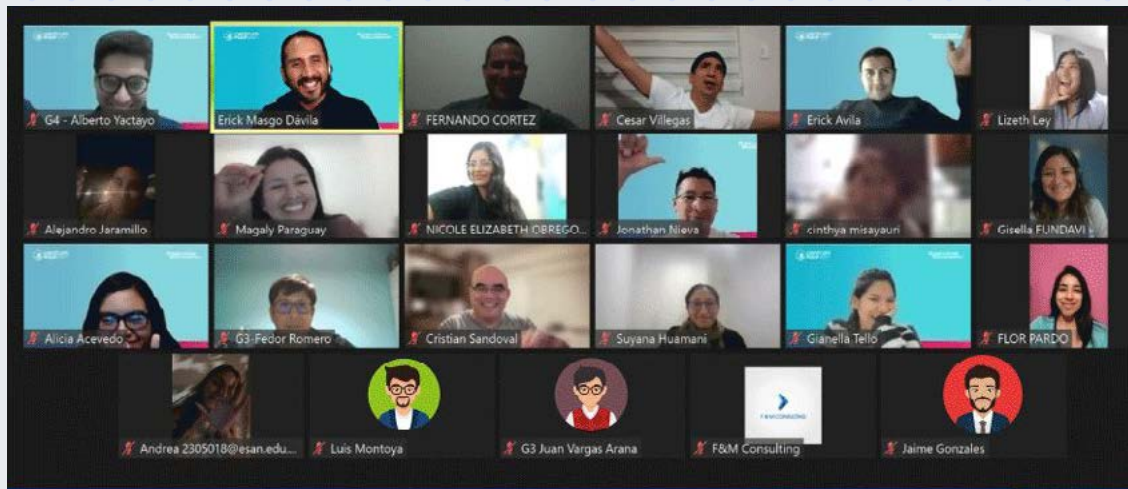 G4 - Alberto Yactayo
Erick Masgo Dávila
FERNANDO CORTEZ
Cesar Villegas
Erick Avila
Lizeth Ley
Alejandro Jaramillo
Magaly Paraguay
NICOLE ELIZABETH OBREGO...
Jonathan Nieva
cinthya misayauri
Gisella FUNDAVI
Alicia Acevedo
G3-Fedor Romero
Cristian Sandoval
Suyana Huamani
Gianella Tello
FLOR PARDO
F&M CONSULTING
Andrea 2305018@esan.edu...
Luis Montoya
G3 Juan Vargas Arana
F&M Consulting
Jaime Gonzales